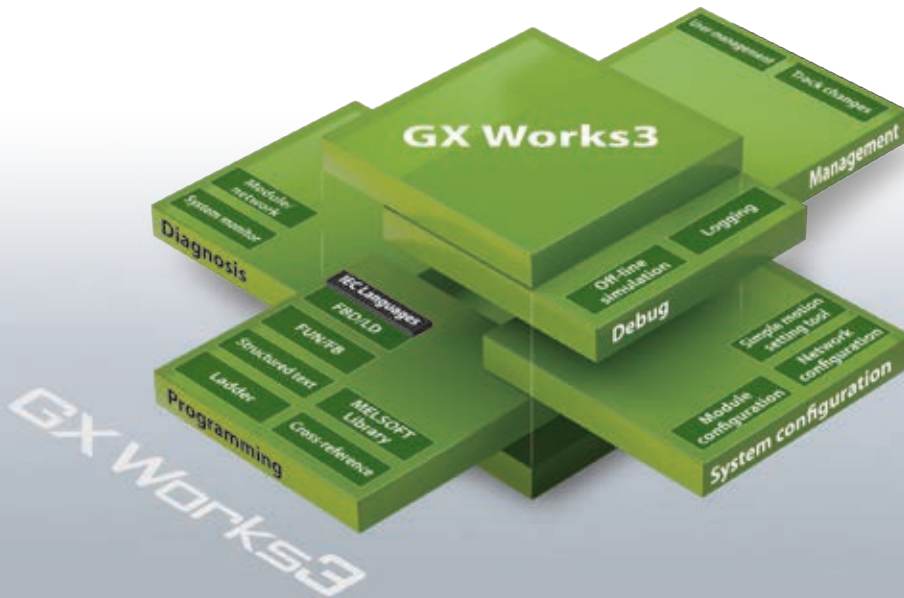 GX Works3
User management
Track changes
Management
Module/
network
System monitor
Diagnosis
Logging
Off-line
simulation
Debug
IEC Languages
FBD/LD
FUN/FB
Structured text
Ladder
MELSOFT
Library
Cross-reference
Programming
Simple motion
setting tool
Network
configuration
Module
configuration
System configuration
GX Works3